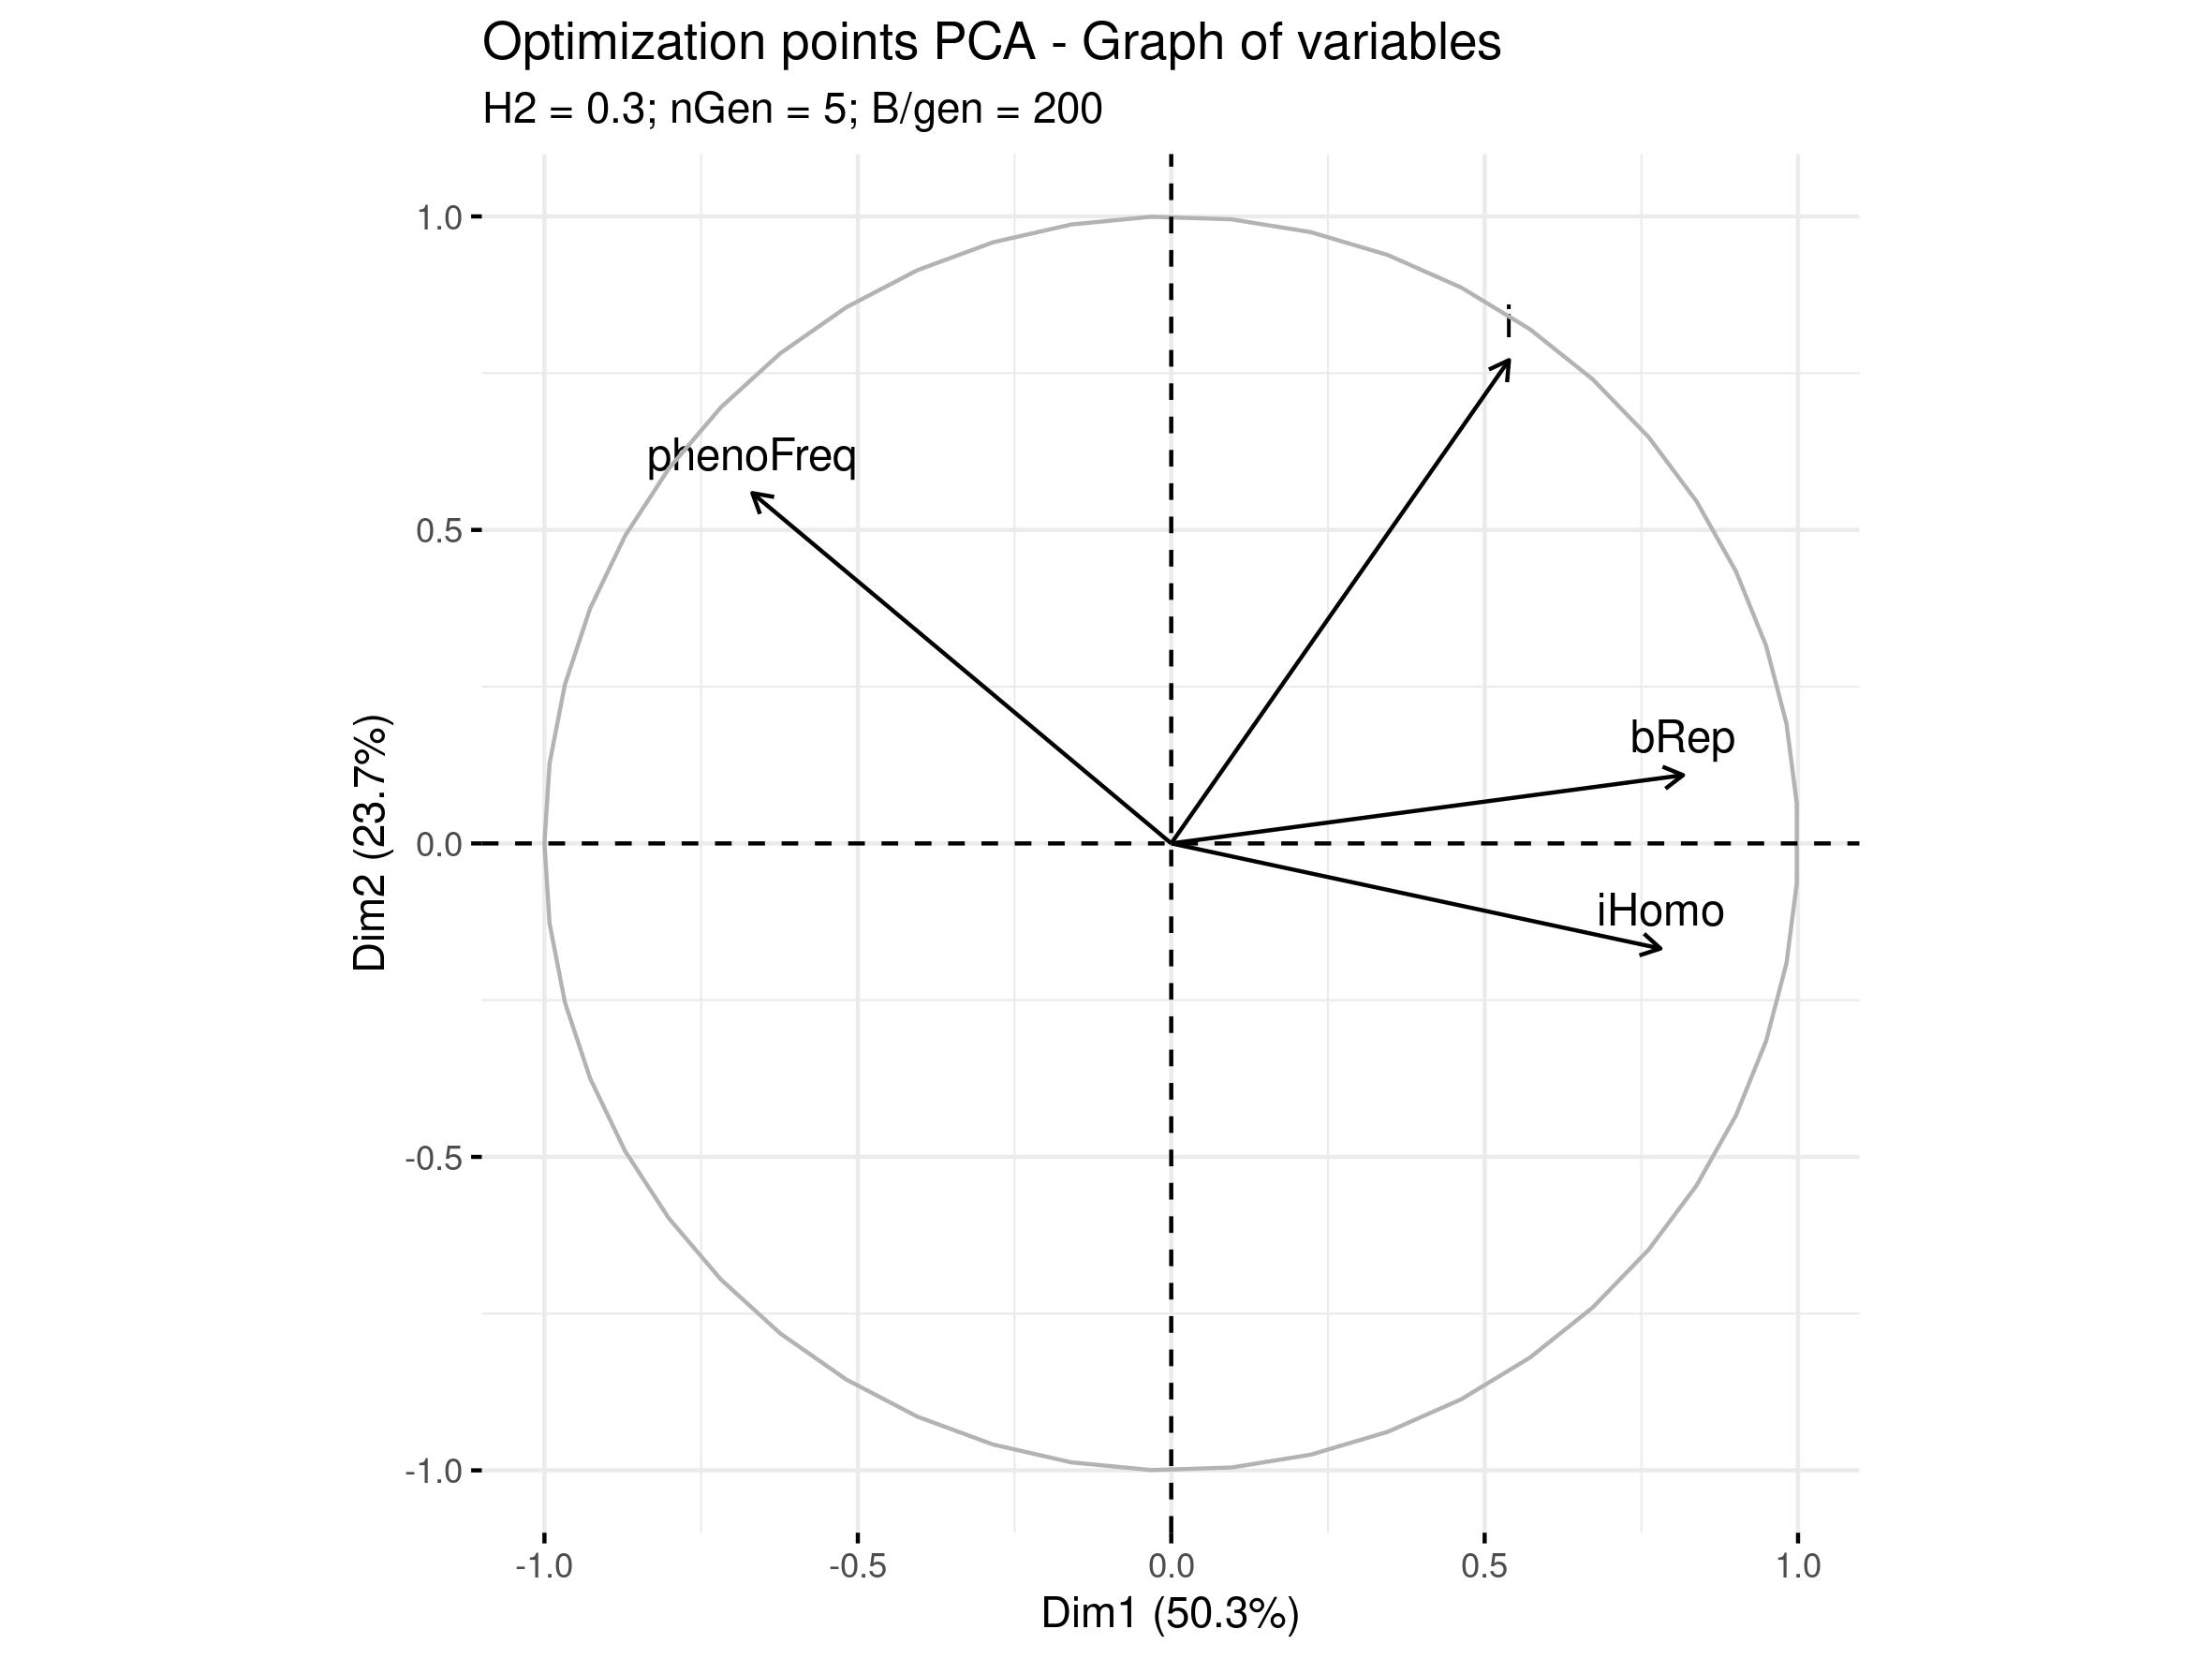 Optimization points PCA - Graph of variables
H2 = 0.3; nGen = 5; B/gen = 200
1.0
0.5
0.0
-0.5
-1.0
Dim2 (23.7%)
i
phenoFreq
bRep
iHomo
-1.0
-0.5
0.0
0.5
1.0
Dim1 (50.3%)